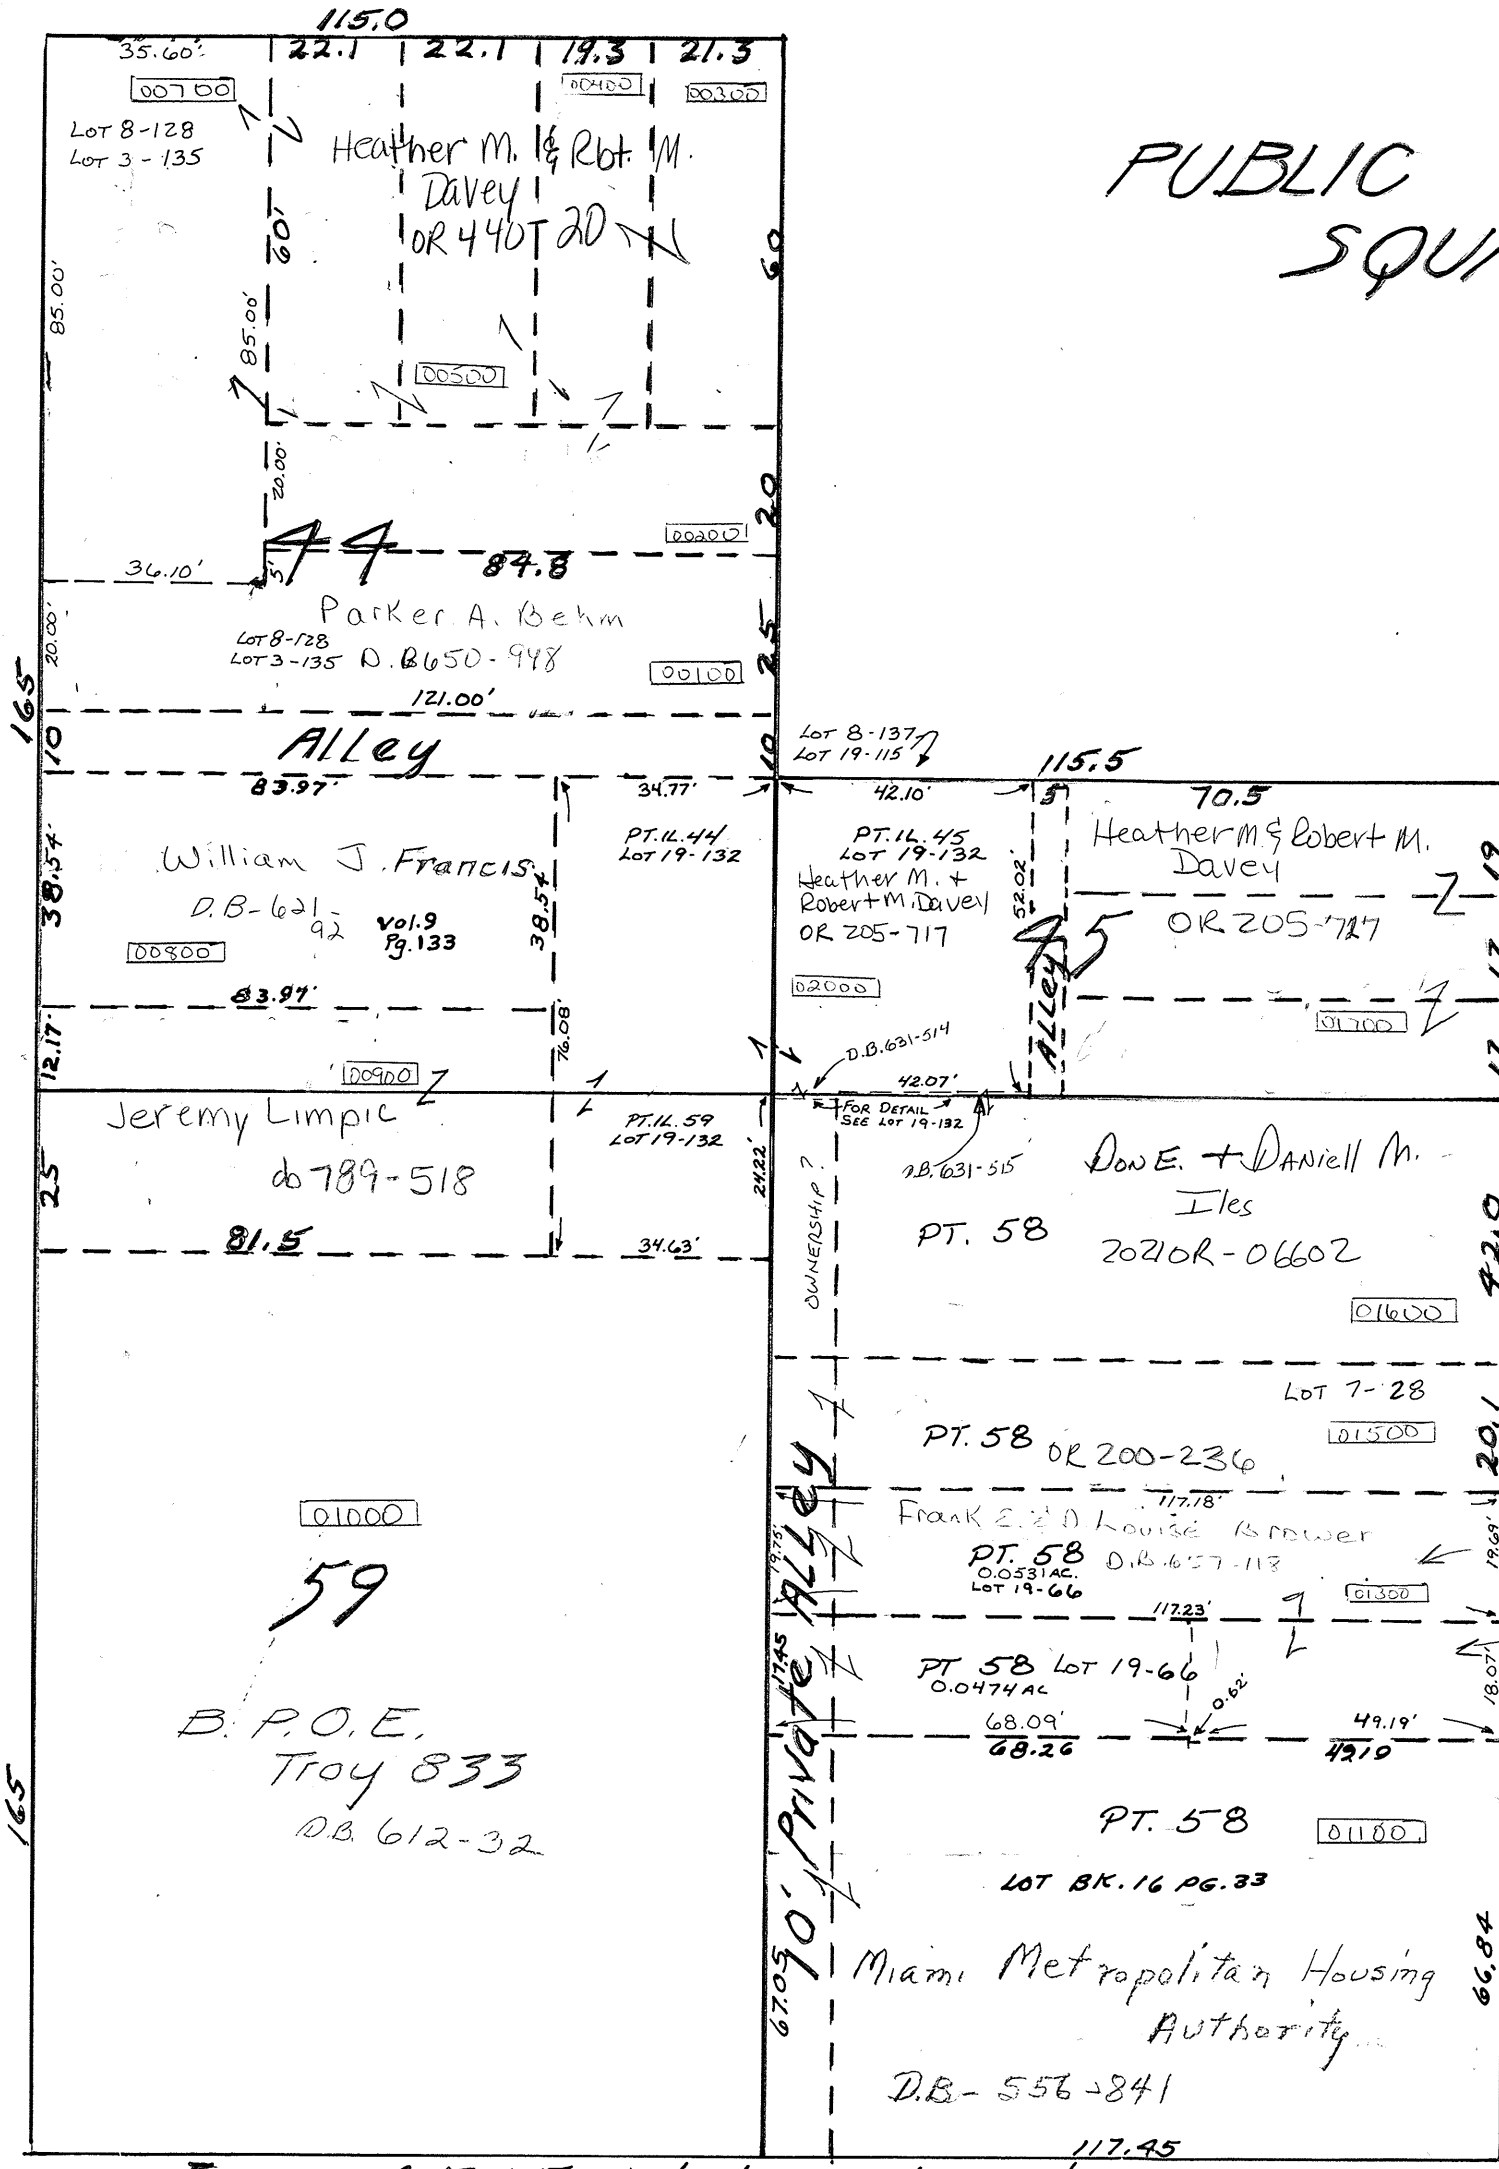 115.0
35.60'
22.1
22.1
19.3
21.3
00700
00400
00300
LOT 8-128
LOT 3-135
Heather M. & Rbt. M.
Davey
OR 440T 20
PUBLIC
60'
60
85.00'
85.00'
00500
20.00'
20
00200
44
84.8
36.10'
5'
Parker A. Behm
LOT 8-128
LOT 3-135 D.B 650-948
20.00'
25
00100
165
121.00'
10
Alley
10
LOT 8-137
LOT 19-115
115.5
83.97'
34.77'
42.10'
5
70.5
PT.IL.44
LOT 19-132
PT.IL.45
LOT 19-132
Heather M. &
Robert M. Davey
OR 205-717
Heather M & Robert M.
Davey
19
William J. Francis
D.B-621-
92
vol.9
Pg.133
38.54'
38.54'
52.02'
45
OR 205-727
00800
02000
Alley
17
83.97'
01700
12.17'
76.08'
D.B.631-514
17
00900
42.07'
Jeremy Limpic
db 789-518
PT.IL.59
LOT 19-132
FOR DETAIL
SEE LOT 19-132
24.22'
25
OWNERSHIP?
D.B.631-515
Don E. + Daniell M.
Iles
2021OR-06602
PT. 58
42.0
81.5
34.63'
01600
LOT 7-28
PT. 58 OR 200-236
01500
20.1
117.18'
01000
59
Frank E. & D. Louise Brower
PT. 58 D.B.657-118
0.0531 AC.
LOT 19-66
01300
19.75'
19.69'
117.23'
17.45
PT 58 LOT 19-66
0.0474 AC
0.62'
18.07'
68.09'
49.19'
68.26
4919
B.P.O.E.
Troy 833
D.B. 612-32
165
10' Private Alley
PT. 58
01100
LOT BK.16 PG.33
67.05
66.84
Miami Metropolitan Housing
Authority
D.B- 556-841
117.45